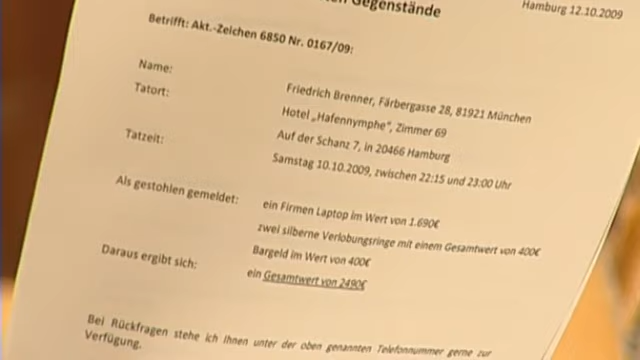 Gegenstände
Hamburg 12.10.2009
Betrifft: Akt.-Zeichen 6850 Nr. 0167/09:
Name: Friedrich Brenner, Färbergasse 28, 81921 München
Tatort: Hotel „Hafennymphe", Zimmer 69
Auf der Schanz 7, in 20466 Hamburg
Tatzeit: Samstag 10.10.2009, zwischen 22:15 und 23:00 Uhr
Als gestohlen gemeldet: ein Firmen Laptop im Wert von 1.690€
zwei silberne Verlobungsringe mit einem Gesamtwert von 400€
Bargeld im Wert von 400€
Daraus ergibt sich: ein Gesamtwert von 2490€
Bei Rückfragen stehe ich Ihnen unter der oben genannten Telefonnummer gerne zur
Verfügung.